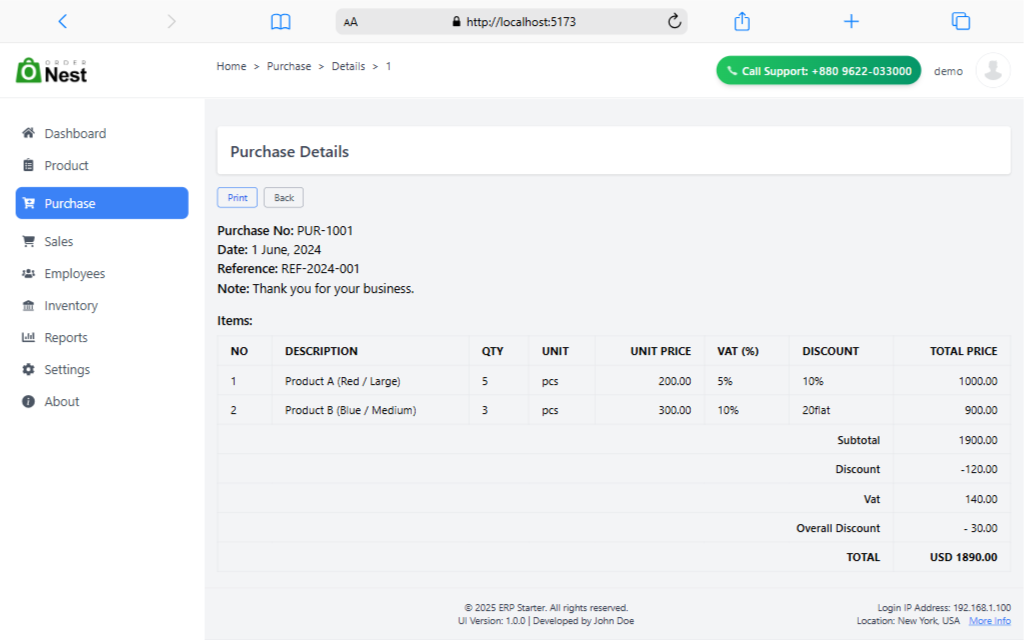 AA http://localhost:5173
ORDER
Nest
Home > Purchase > Details > 1
Call Support: +880 9622-033000
demo
Dashboard
Product
Purchase
Sales
Employees
Inventory
Reports
Settings
About
Purchase Details
Print Back
Purchase No: PUR-1001
Date: 1 June, 2024
Reference: REF-2024-001
Note: Thank you for your business.
Items:
NO DESCRIPTION QTY UNIT UNIT PRICE VAT (%) DISCOUNT TOTAL PRICE
1 Product A (Red / Large) 5 pcs 200.00 5% 10% 1000.00
2 Product B (Blue / Medium) 3 pcs 300.00 10% 20flat 900.00
Subtotal 1900.00
Discount -120.00
Vat 140.00
Overall Discount - 30.00
TOTAL USD 1890.00
© 2025 ERP Starter. All rights reserved.
UI Version: 1.0.0 | Developed by John Doe
Login IP Address: 192.168.1.100
Location: New York, USA More Info